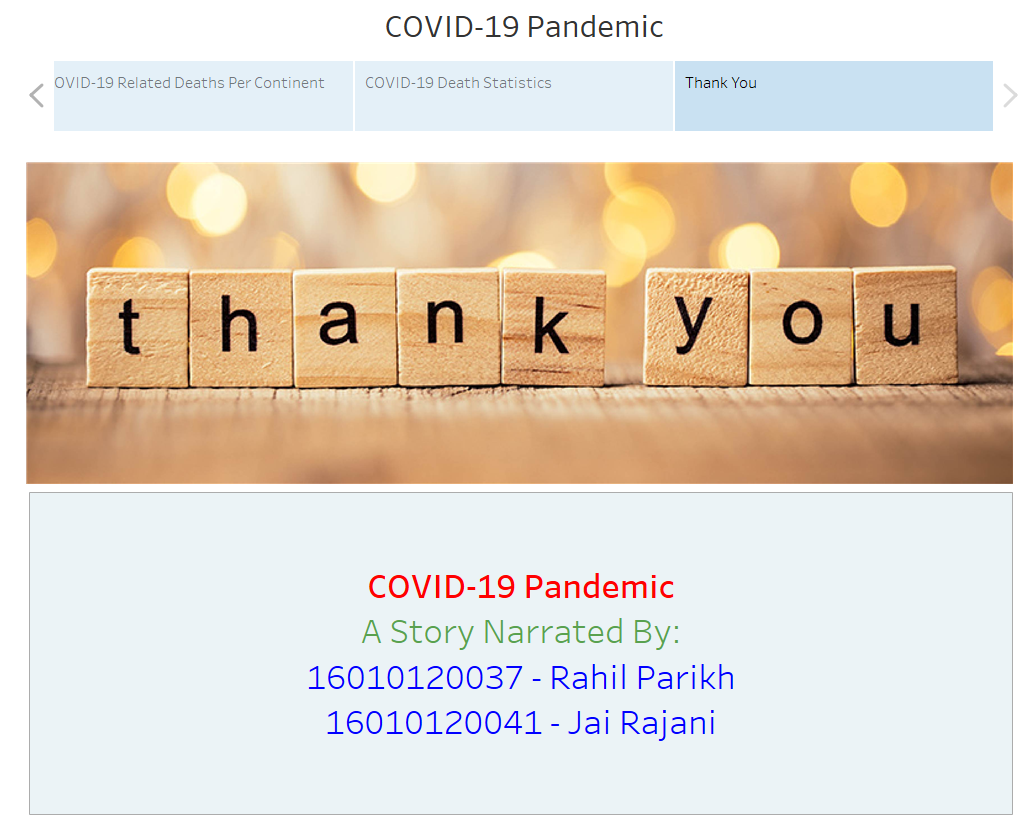 COVID-19 Pandemic
OVID-19 Related Deaths Per Continent
COVID-19 Death Statistics
Thank You
thank you
COVID-19 Pandemic
A Story Narrated By:
16010120037 - Rahil Parikh
16010120041 - Jai Rajani